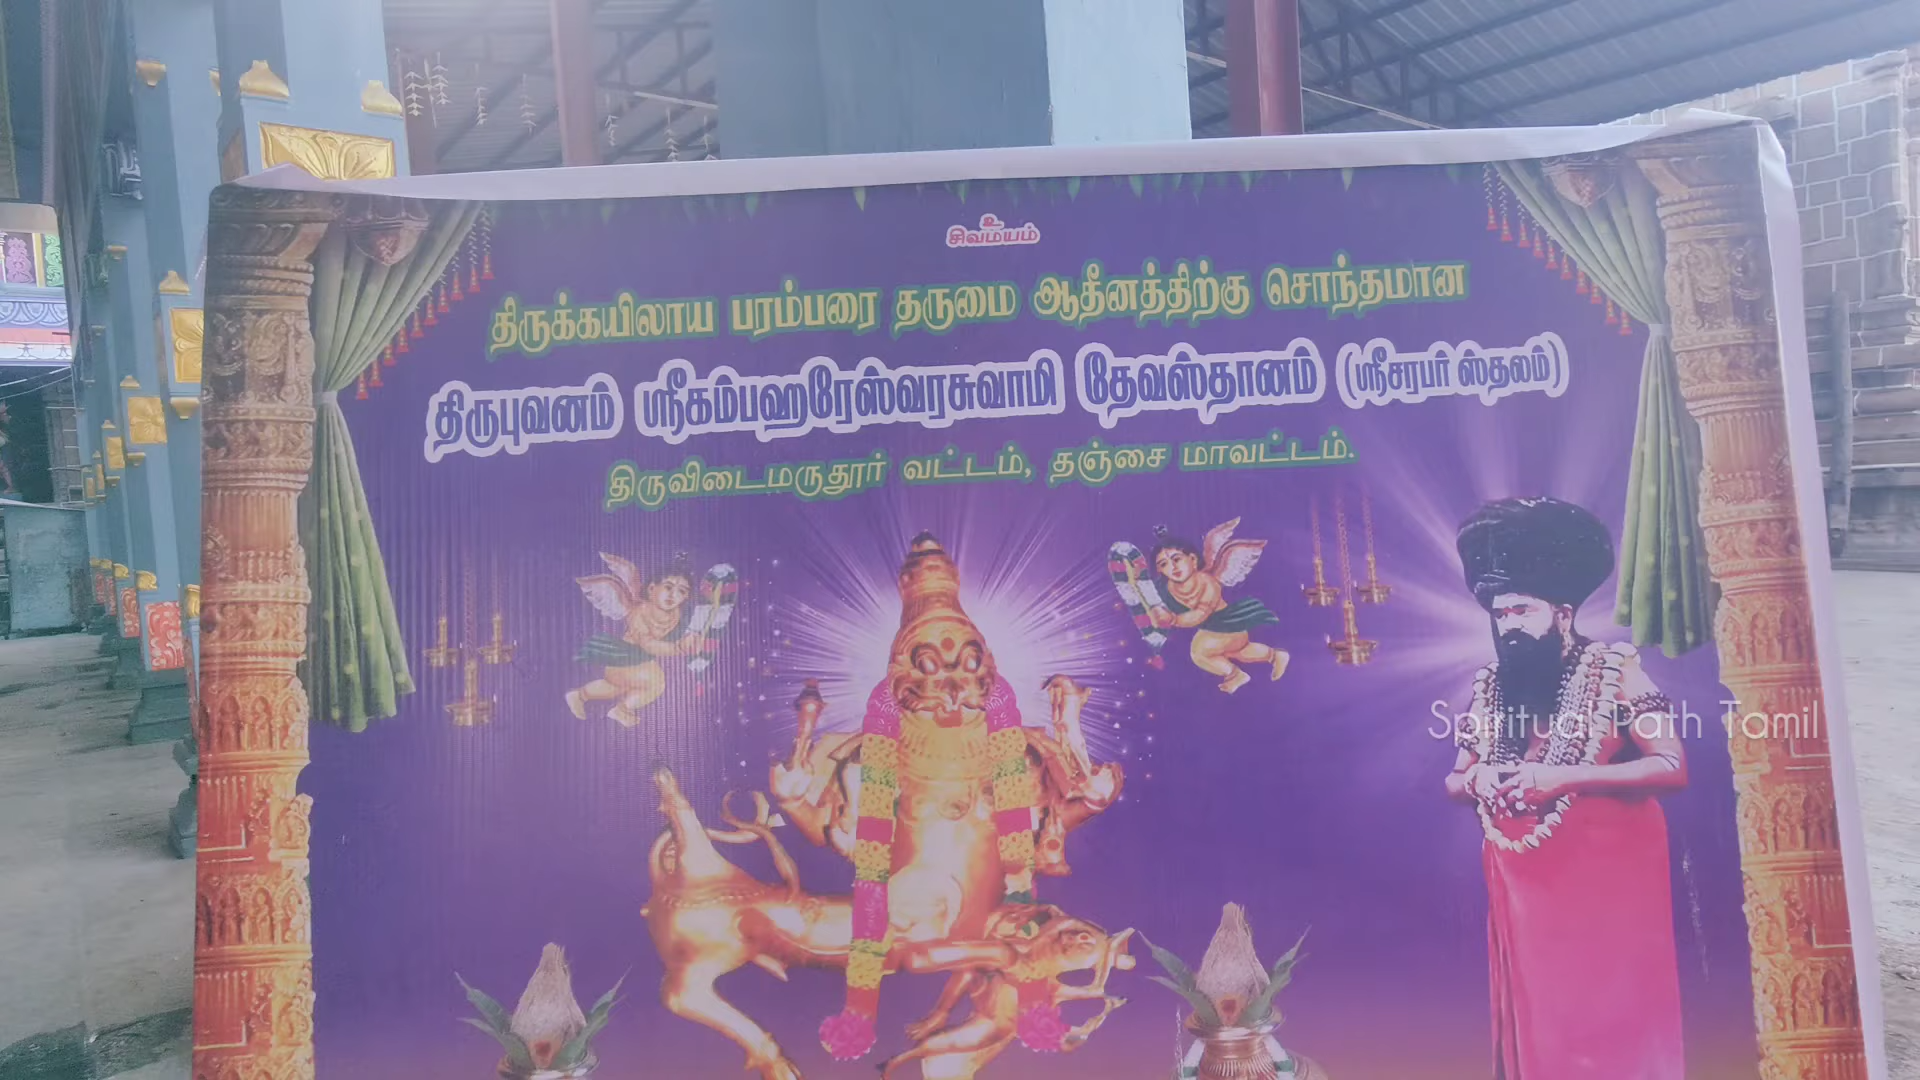 உ
சிவமயம்
திருக்கயிலாய பரம்பரை தருமை ஆதீனத்திற்கு சொந்தமான
திருபுவனம் ஸ்ரீகம்பஹரேஸ்வரசுவாமி தேவஸ்தானம் (ஸ்ரீசரபர் ஸ்தலம்)
திருவிடைமருதூர் வட்டம், தஞ்சை மாவட்டம்.
Spiritual Path Tamil